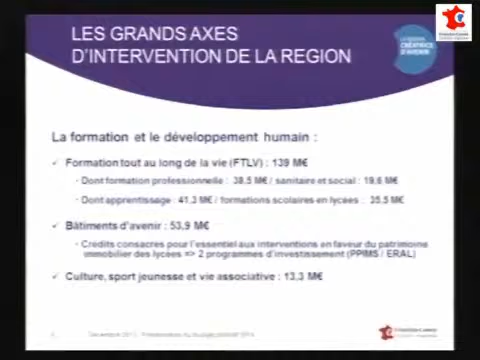 LES GRANDS AXES
D'INTERVENTION DE LA REGION
La formation et le développement humain :
✓ Formation tout au long de la vie (FTLV) : 139 M€
- Dont formation professionnelle : 38,5 M€ / sanitaire et social : 19,6 M€
- Dont apprentissage : 41,3 M€ / formations scolaires en lycées : 35,5 M€
✓ Bâtiments d'avenir : 53,9 M€
- Crédits consacrés pour l'essentiel aux interventions en faveur du patrimoine
immobilier des lycées => 2 programmes d'investissement (PPIMS / ERAL)
✓ Culture, sport jeunesse et vie associative : 13,3 M€